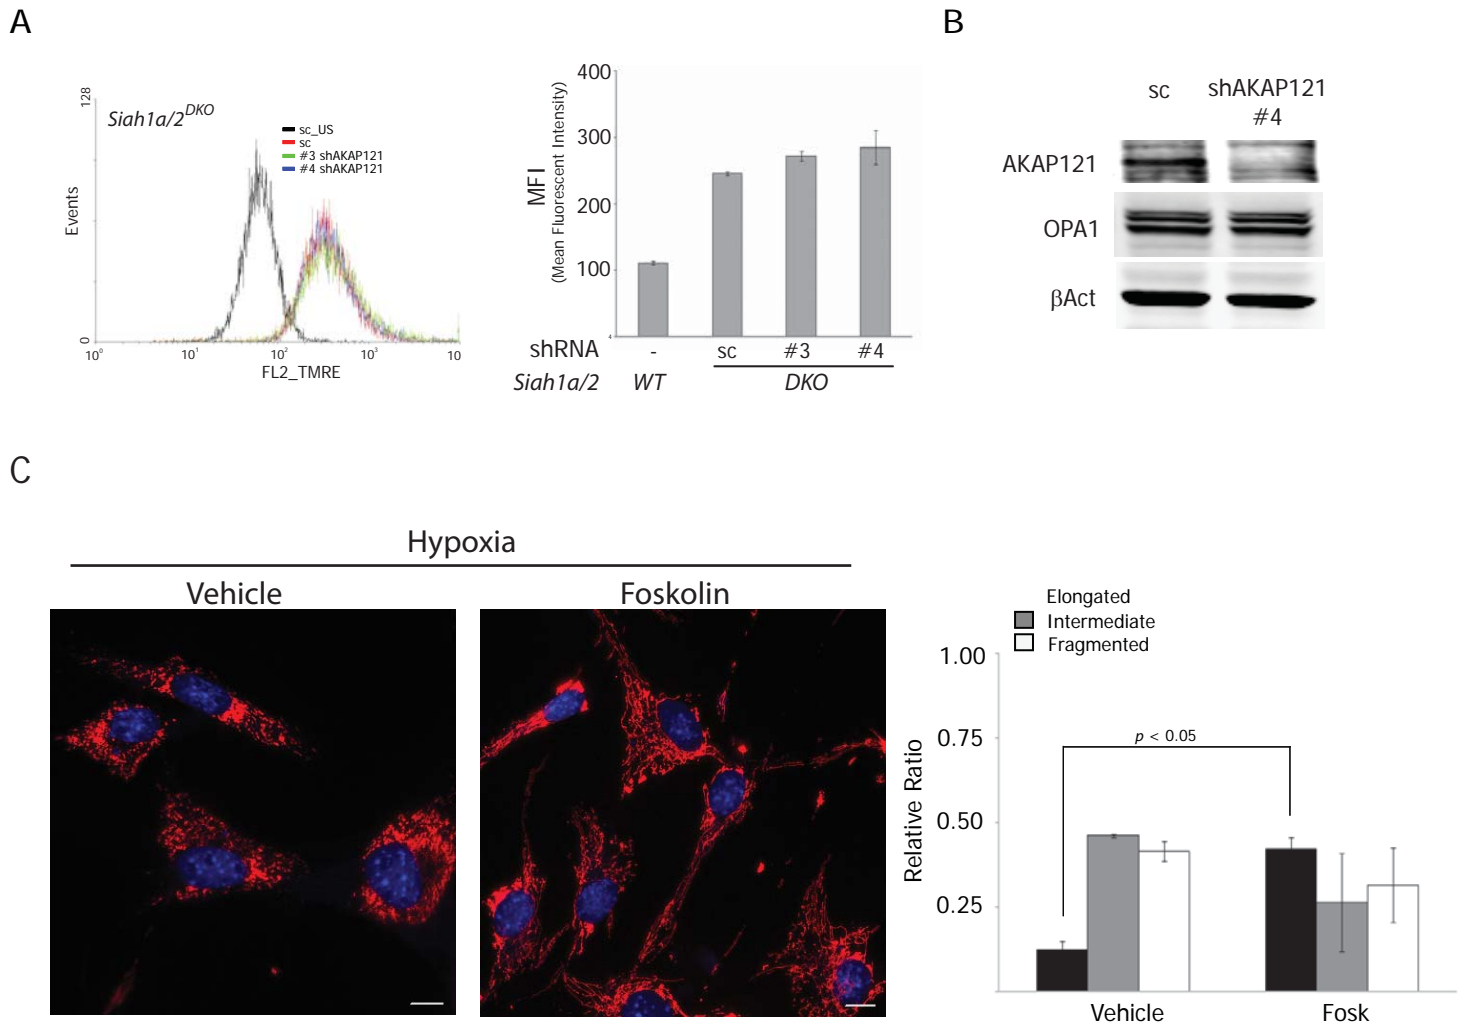 A
B
128
Siah1a/2DKO
sc_US
sc
#3 shAKAP121
#4 shAKAP121
Events
0
10⁰
10¹
10²
10³
10
FL2_TMRE
400
300
200
100
4
MFI
(Mean Fluorescent Intensity)
shRNA - sc #3 #4
Siah1a/2 WT DKO
sc shAKAP121
#4
AKAP121
OPA1
βAct
C
Hypoxia
Vehicle Foskolin
Elongated
Intermediate
Fragmented
1.00
0.75
0.50
0.25
Relative Ratio
p < 0.05
Vehicle Fosk